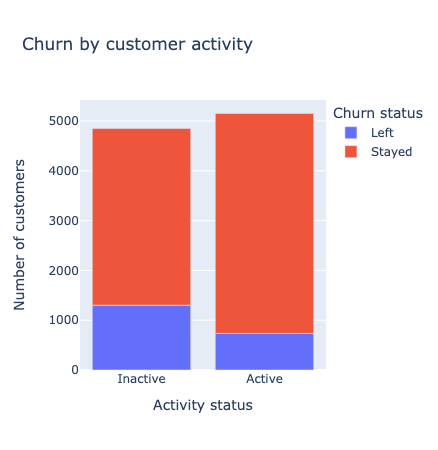 Churn by customer activity
Churn status
Left
Stayed
5000
4000
3000
2000
1000
0
Number of customers
Inactive
Active
Activity status